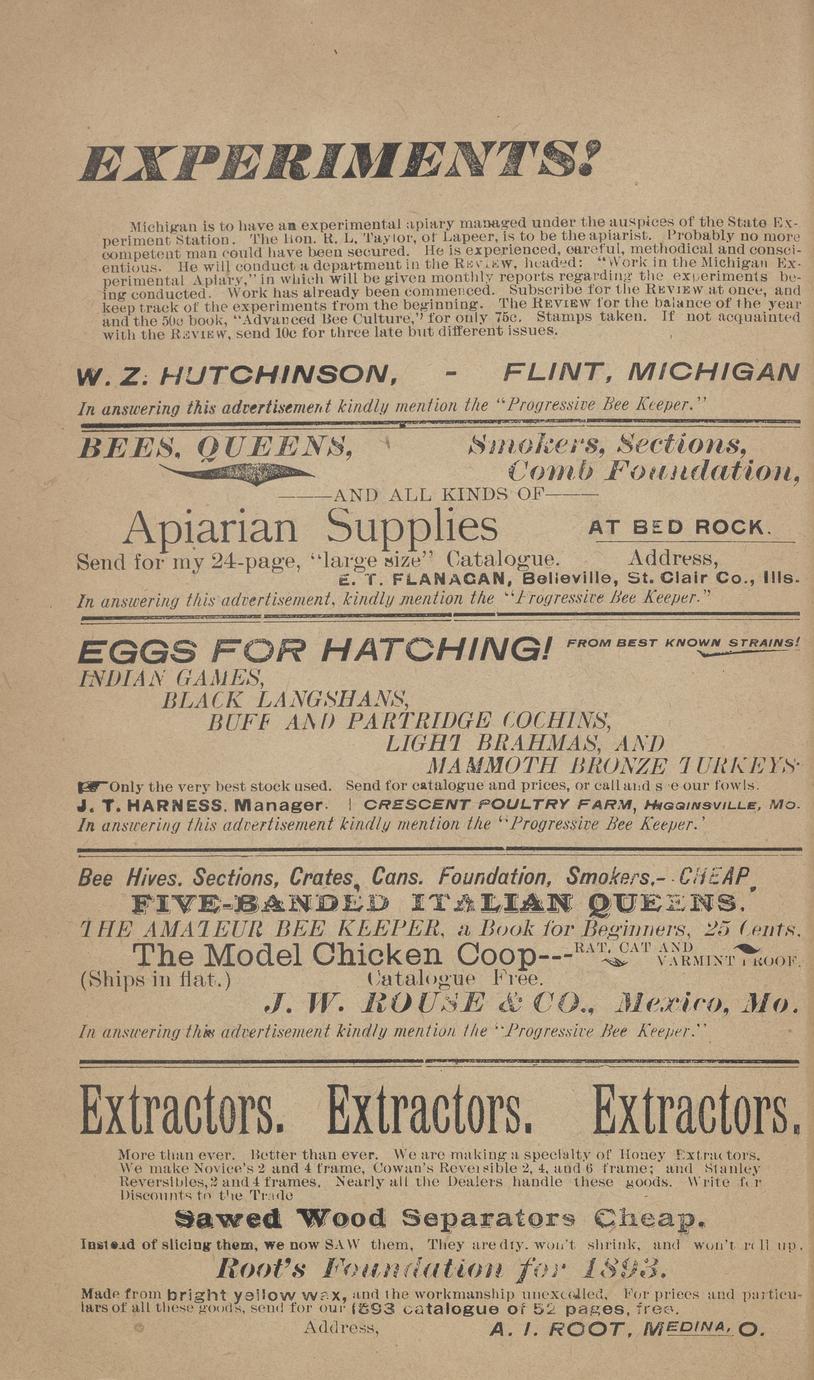 EXPERIMENTS!
Michigan is to have an experimental apiary managed under the auspices of the State Ex-
periment Station. The Hon. R. L. Taylor, of Lapeer, is to be the apiarist. Probably no more
competent man could have been secured. He is experienced, careful, methodical and consci-
entious. He will conduct a department in the REVIEW, headed: "Work in the Michigan Ex-
perimental Apiary," in which will be given monthly reports regarding the experiments be-
ing conducted. Work has already been commenced. Subscribe for the REVIEW at once, and
keep track of the experiments from the beginning. The REVIEW for the balance of the year
and the 50c book, "Advanced Bee Culture," for only 75c. Stamps taken. If not acquainted
with the REVIEW, send 10c for three late but different issues.
W. Z. HUTCHINSON, - FLINT, MICHIGAN
In answering this advertisement kindly mention the "Progressive Bee Keeper."
BEES, QUEENS, Smokers, Sections,
Comb Foundation,
——AND ALL KINDS OF——
Apiarian Supplies AT BED ROCK.
Send for my 24-page, "large size" Catalogue. Address,
E. T. FLANAGAN, Belleville, St. Clair Co., Ills.
In answering this advertisement, kindly mention the "Progressive Bee Keeper."
EGGS FOR HATCHING! FROM BEST KNOWN STRAINS!
INDIAN GAMES,
BLACK LANGSHANS,
BUFF AND PARTRIDGE COCHINS,
LIGHT BRAHMAS, AND
MAMMOTH BRONZE TURKEYS.
☛Only the very best stock used. Send for catalogue and prices, or call and see our fowls.
J. T. HARNESS, Manager. | CRESCENT POULTRY FARM, HIGGINSVILLE, MO.
In answering this advertisement kindly mention the "Progressive Bee Keeper."
Bee Hives. Sections, Crates, Cans. Foundation, Smokers,--CHEAP,
FIVE-BANDED ITALIAN QUEENS.
THE AMATEUR BEE KEEPER, a Book for Beginners, 25 Cents.
The Model Chicken Coop---RAT, CAT AND VARMINT PROOF.
(Ships in flat.) Catalogue Free.
J. W. ROUSE & CO., Mexico, Mo.
In answering this advertisement kindly mention the "Progressive Bee Keeper."
Extractors. Extractors. Extractors.
More than ever. Better than ever. We are making a specialty of Honey Extractors.
We make Novice's 2 and 4 frame, Cowan's Reversible 2, 4, and 6 frame; and Stanley
Reversibles, 2 and 4 frames. Nearly all the Dealers handle these goods. Write for
Discounts to the Trade
Sawed Wood Separators Cheap.
Instead of slicing them, we now SAW them, They are dry. won't shrink, and won't roll up.
Root's Foundation for 1893.
Made from bright yellow wax, and the workmanship unexcelled, For prices and particu-
lars of all these goods, send for our 1893 catalogue of 52 pages, free.
Address, A. I. ROOT, MEDINA, O.